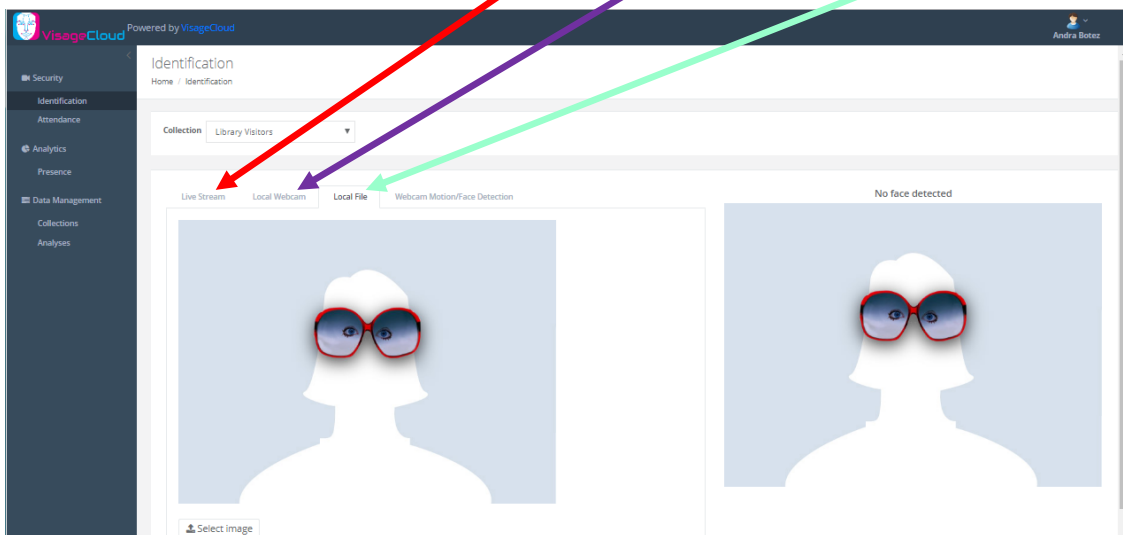 VisageCloud Powered by VisageCloud
Andra Botez
Security
Identification
Attendance
Analytics
Presence
Data Management
Collections
Analyses
Identification
Home / Identification
Collection Library Visitors
Live Stream Local Webcam Local File Webcam Motion/Face Detection
No face detected
Select image